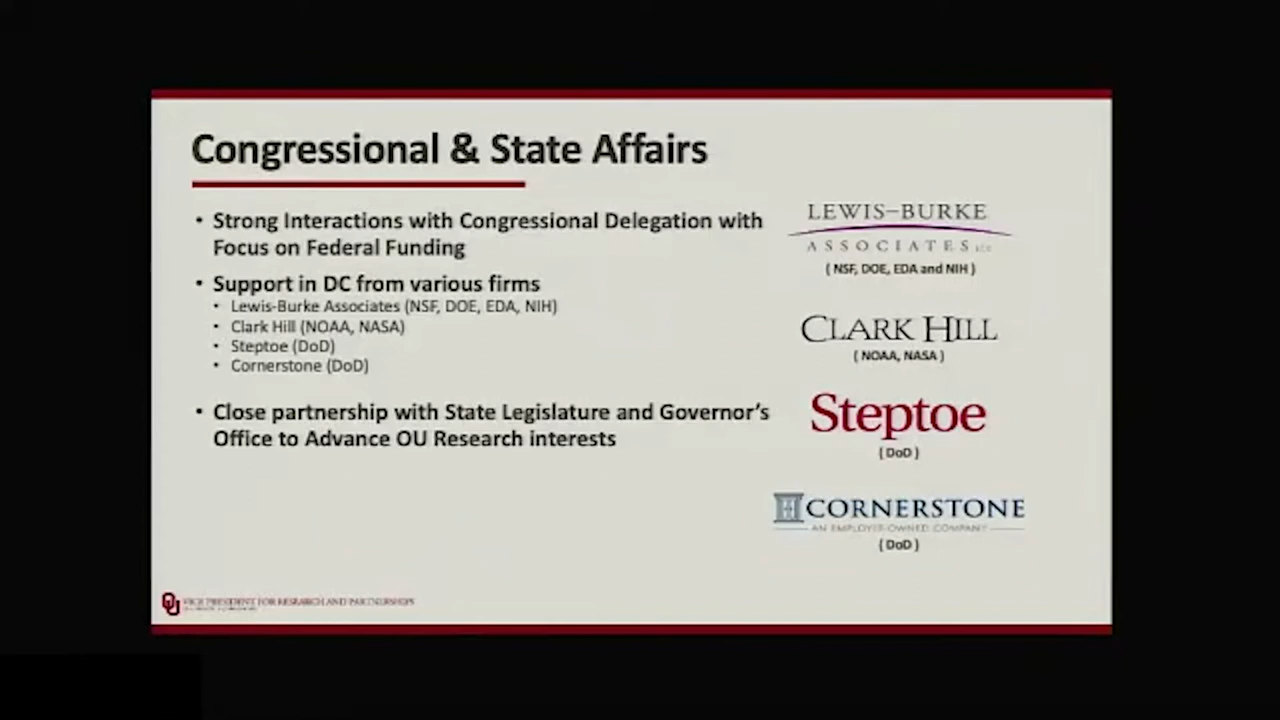 Congressional & State Affairs
• Strong Interactions with Congressional Delegation with
Focus on Federal Funding
• Support in DC from various firms
• Lewis-Burke Associates (NSF, DOE, EDA, NIH)
• Clark Hill (NOAA, NASA)
• Steptoe (DoD)
• Cornerstone (DoD)
• Close partnership with State Legislature and Governor's
Office to Advance OU Research interests
LEWIS–BURKE
ASSOCIATES LLC
( NSF, DOE, EDA and NIH )
CLARK HILL
( NOAA, NASA )
Steptoe
( DoD )
CORNERSTONE
AN EMPLOYEE-OWNED COMPANY
( DoD )
OU VICE PRESIDENT FOR RESEARCH AND PARTNERSHIPS